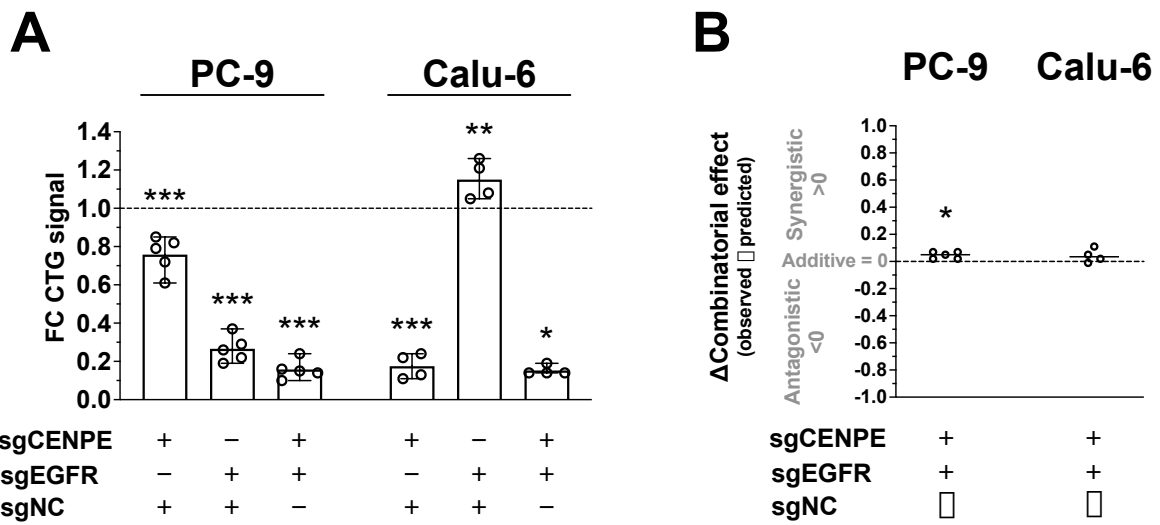 A
PC-9 Calu-6
FC CTG signal
1.4
1.2
1.0
0.8
0.6
0.4
0.2
0.0
***
***
***
***
**
*
sgCENPE + − + + − +
sgEGFR − + + − + +
sgNC + + − + + −
B
PC-9 Calu-6
ΔCombinatorial effect
(observed □ predicted)
Synergistic
>0
Additive = 0
Antagonistic
<0
1.0
0.8
0.6
0.4
0.2
0.0
-0.2
-0.4
-0.6
-0.8
-1.0
*
sgCENPE + +
sgEGFR + +
sgNC □ □